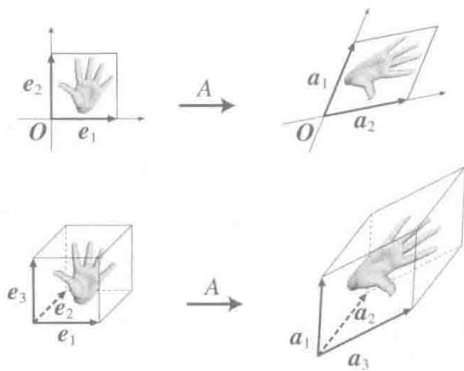 e₂
A
O
e₁
a₁
a₂
e₃
e₂
e₁
A
a₁
a₂
a₃